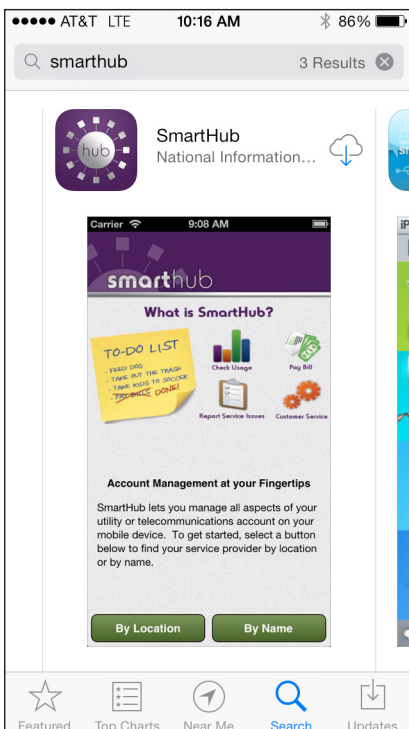 AT&T LTE 10:16 AM 86%
smarthub 3 Results
hub
SmartHub
National Information...
Carrier 9:08 AM
smarthub
What is SmartHub?
TO-DO LIST
- FEED DOG
- TAKE OUT THE TRASH
- TAKE KIDS TO SOCCER
- PAY BILLS DONE!
Check Usage
Pay Bill
Report Service Issues
Customer Service
Account Management at your Fingertips
SmartHub lets you manage all aspects of your
utility or telecommunications account on your
mobile device. To get started, select a button
below to find your service provider by location
or by name.
By Location By Name
Featured Top Charts Near Me Search Updates